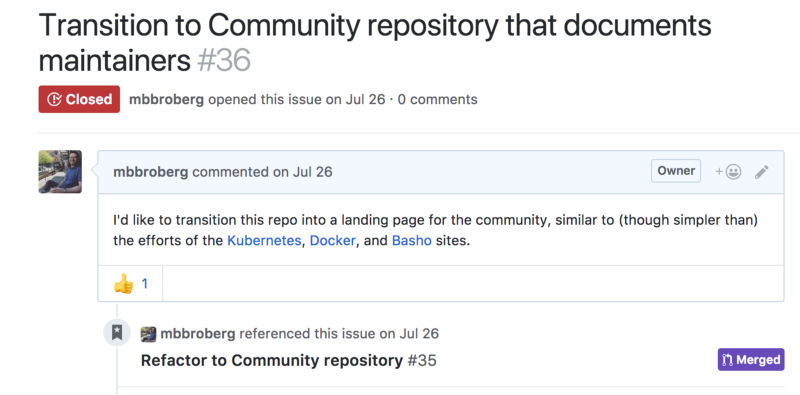 Transition to Community repository that documents
maintainers #36
Closed mbbroberg opened this issue on Jul 26 · 0 comments
mbbroberg commented on Jul 26 Owner +
I'd like to transition this repo into a landing page for the community, similar to (though simpler than)
the efforts of the Kubernetes, Docker, and Basho sites.
👍 1
mbbroberg referenced this issue on Jul 26
Refactor to Community repository #35 Merged